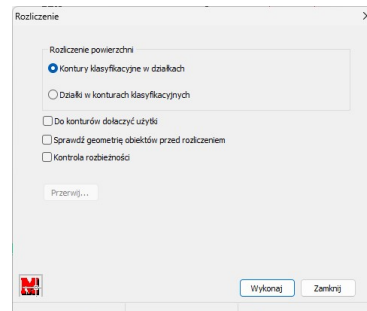 Rozliczenie
Rozliczenie powierzchni
Kontury klasyfikacyjne w działkach
Działki w konturach klasyfikacyjnych
Do konturów dołaczyć użytki
Sprawdź geometrię obiektów przed rozliczeniem
Kontrola rozbieżności
Przerwij...
Wykonaj
Zamknij